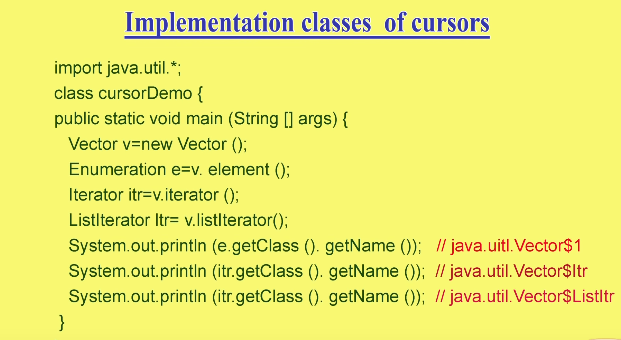 Implementation classes of cursors
import java.util.*;
class cursorDemo {
public static void main (String [] args) {
Vector v=new Vector ();
Enumeration e=v. element ();
Iterator itr=v.iterator ();
ListIterator ltr= v.listIterator();
System.out.println (e.getClass (). getName ()); // java.uitl.Vector$1
System.out.println (itr.getClass (). getName ()); // java.util.Vector$Itr
System.out.println (itr.getClass (). getName ()); // java.util.Vector$ListItr
}